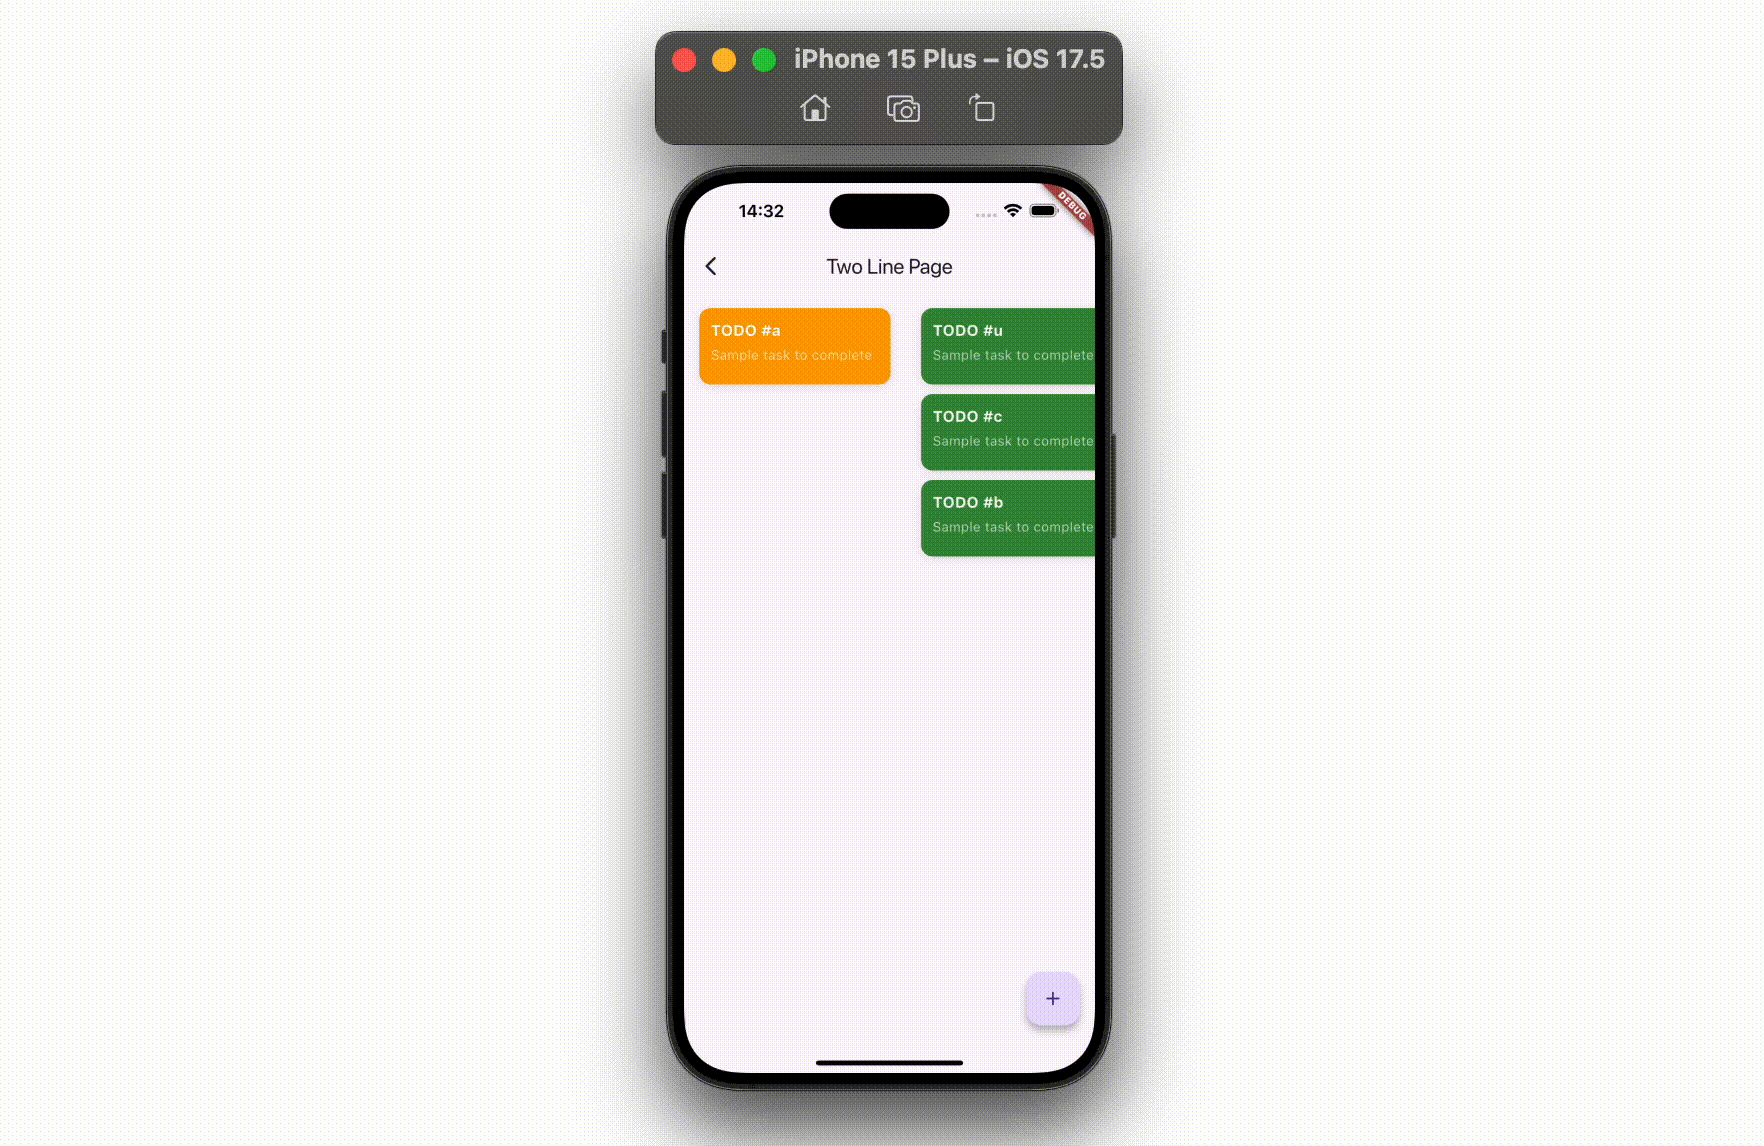 iPhone 15 Plus – iOS 17.5
14:32
DEBUG
Two Line Page
TODO #a
Sample task to complete
TODO #u
Sample task to complete
TODO #c
Sample task to complete
TODO #b
Sample task to complete